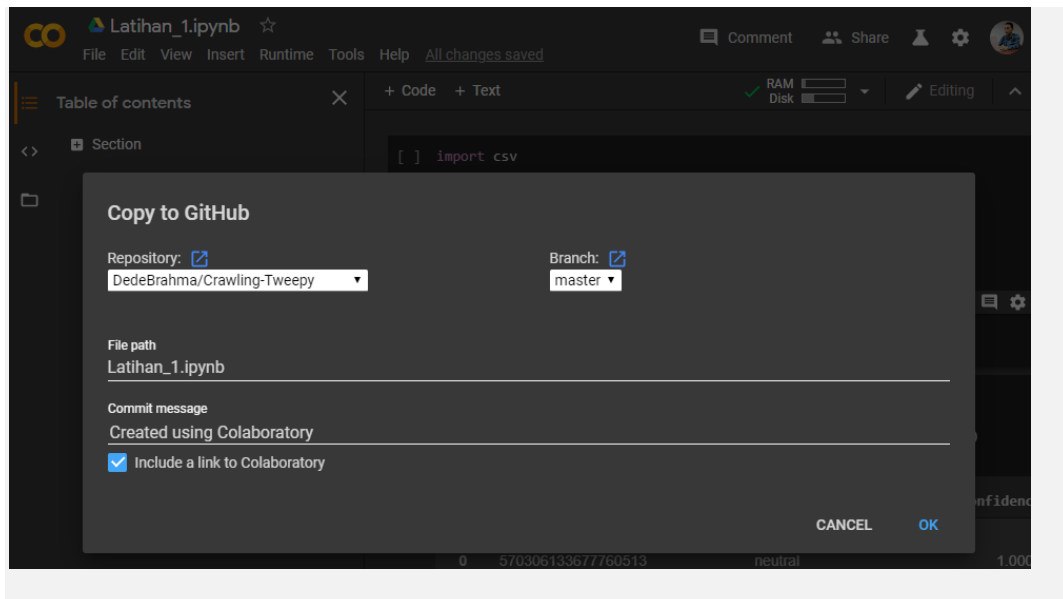 CO Latihan_1.ipynb
File Edit View Insert Runtime Tools Help All changes saved
Comment Share
Table of contents
+ Code + Text
RAM
Disk
Editing
Section
[ ] import csv
Copy to GitHub
Repository: Branch:
DedeBrahma/Crawling-Tweepy master
File path
Latihan_1.ipynb
Commit message
Created using Colaboratory
Include a link to Colaboratory
CANCEL OK
0 570306133677760513 neutral 1.000